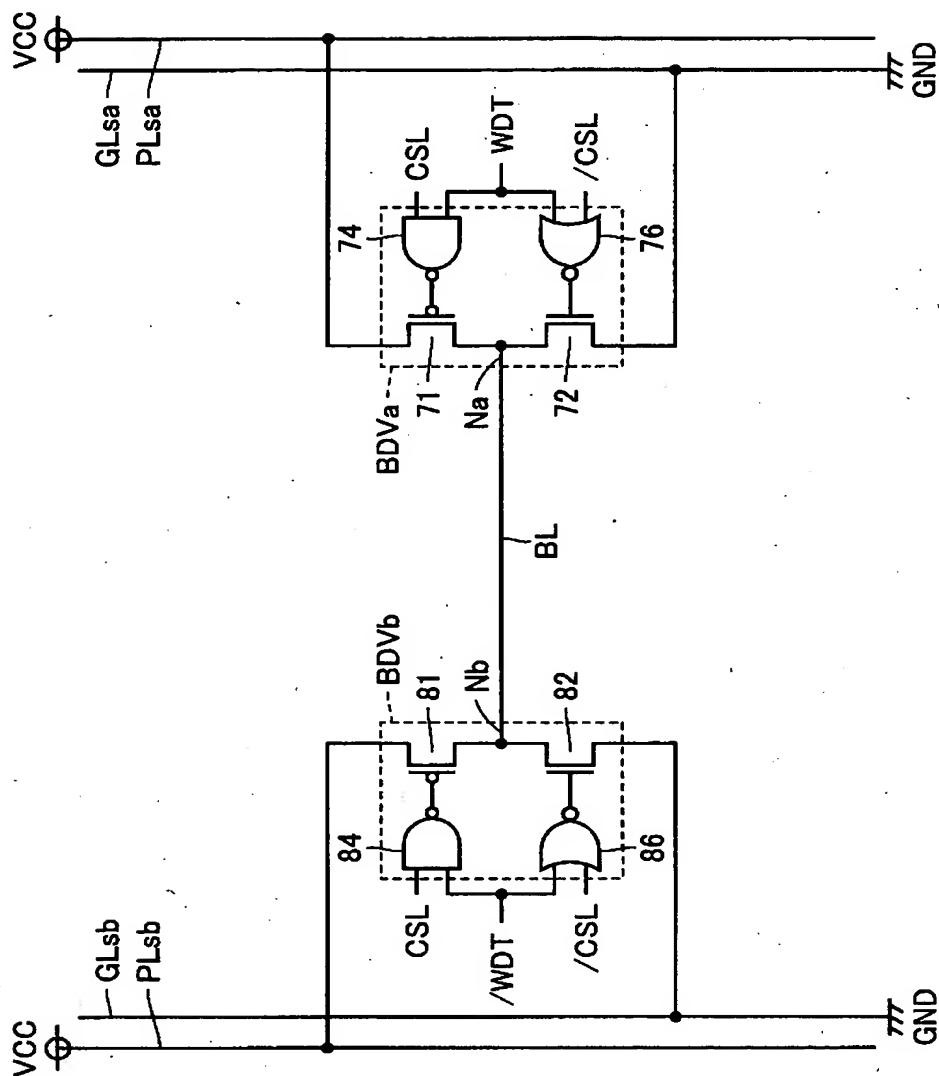 VCC
GLsb
PLsb
GLsa
PLsa
VCC
BDVb
BDVa
84
81
71
74
CSL
CSL
Nb
Na
/WDT
BL
WDT
82
72
/CSL
86
76
/CSL
GND
GND